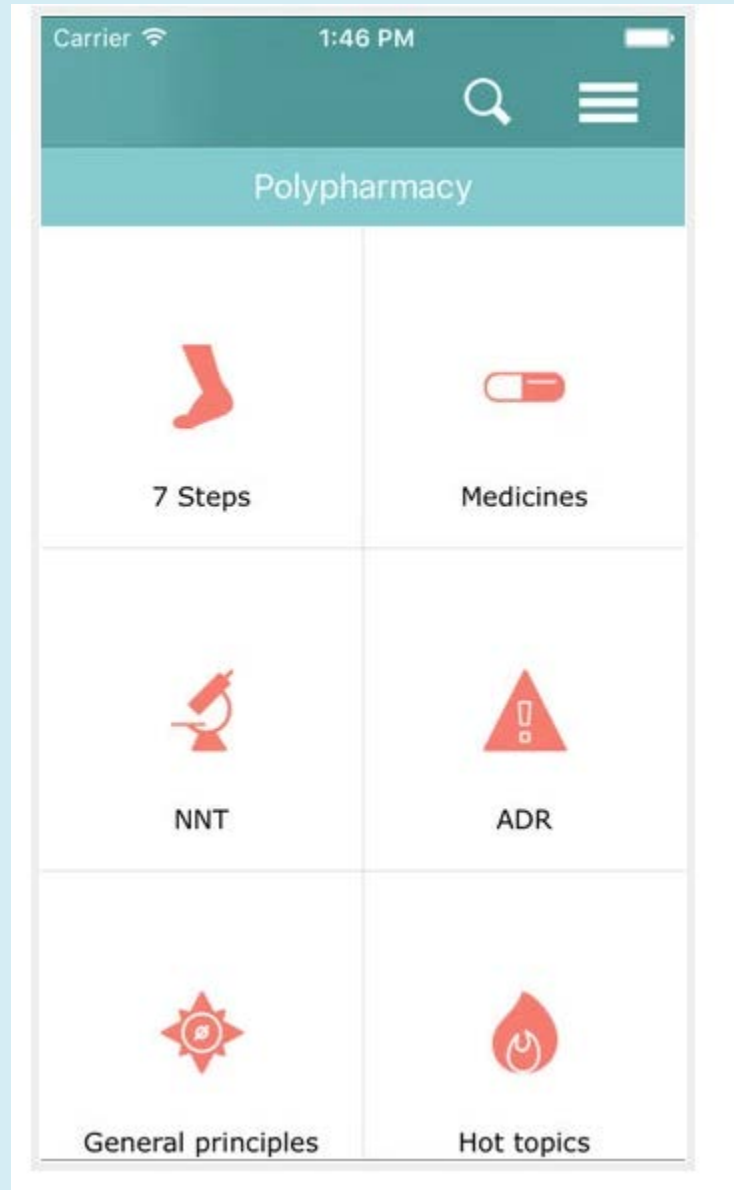 Carrier 1:46 PM
Polypharmacy
7 Steps Medicines
NNT ADR
General principles Hot topics